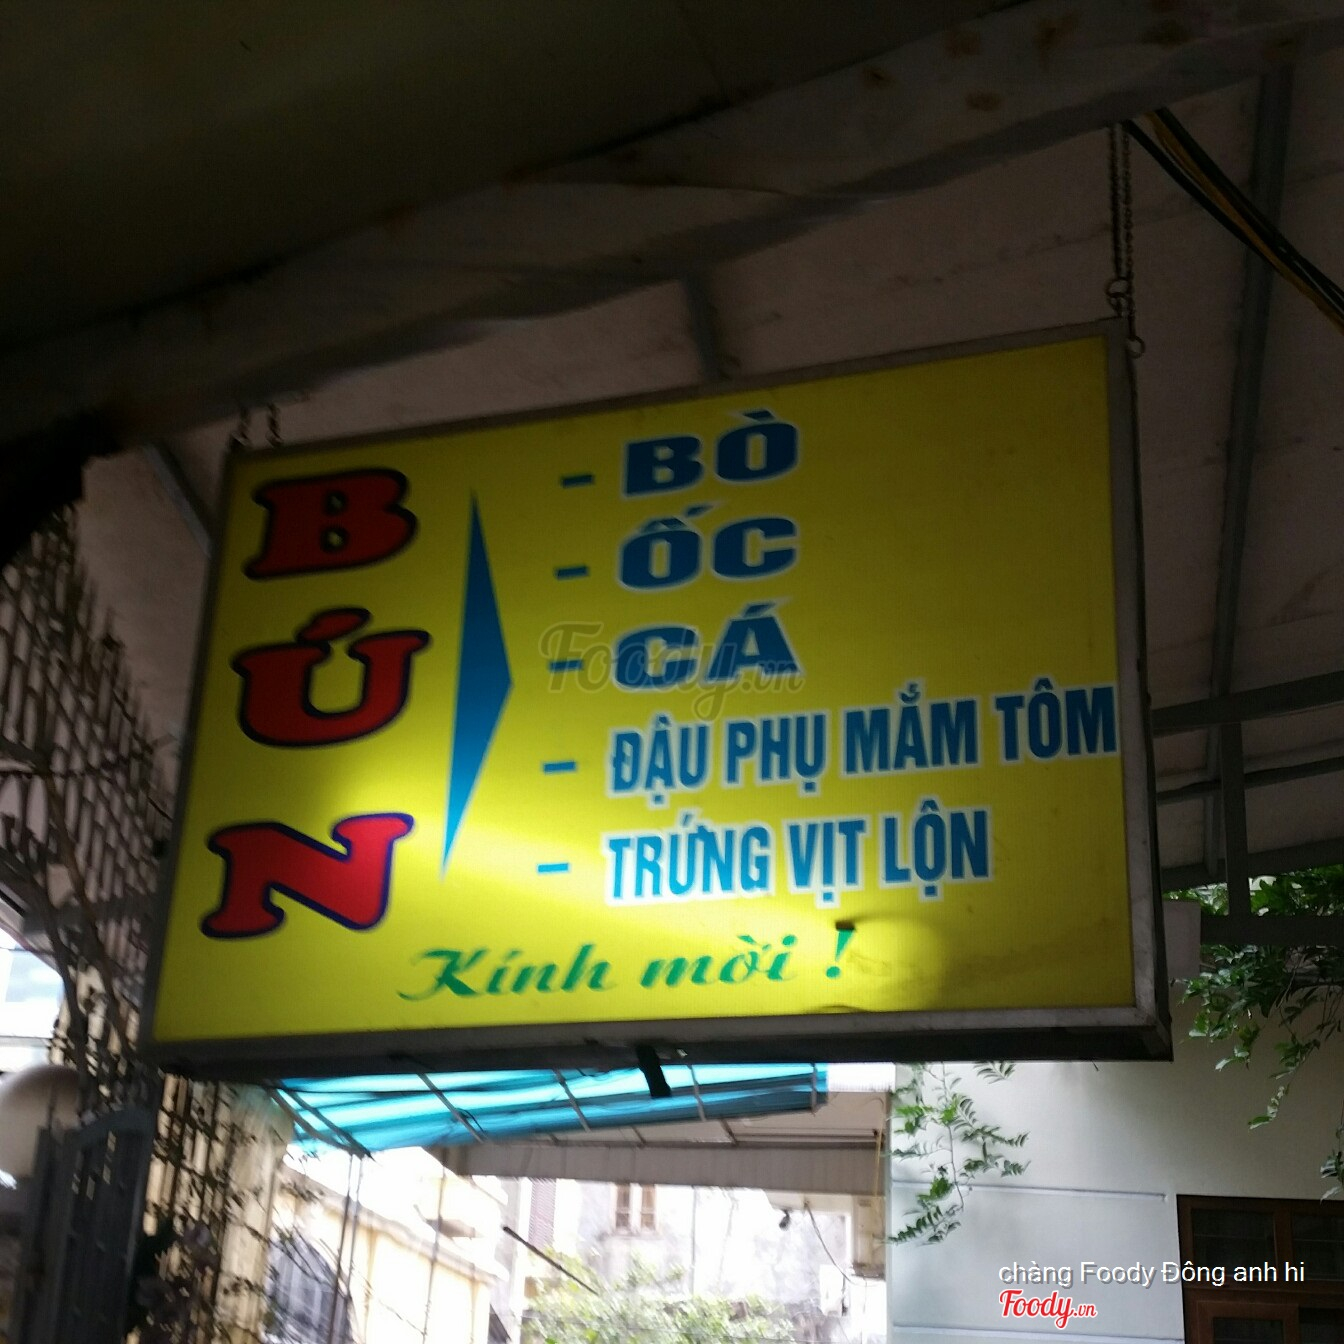 BÚN
- BÒ
- ỐC
- CÁ
- ĐẬU PHỤ MẮM TÔM
- TRỨNG VỊT LỘN
Kính mời !
Foody.vn
chàng Foody Đông anh hi
Foody.vn